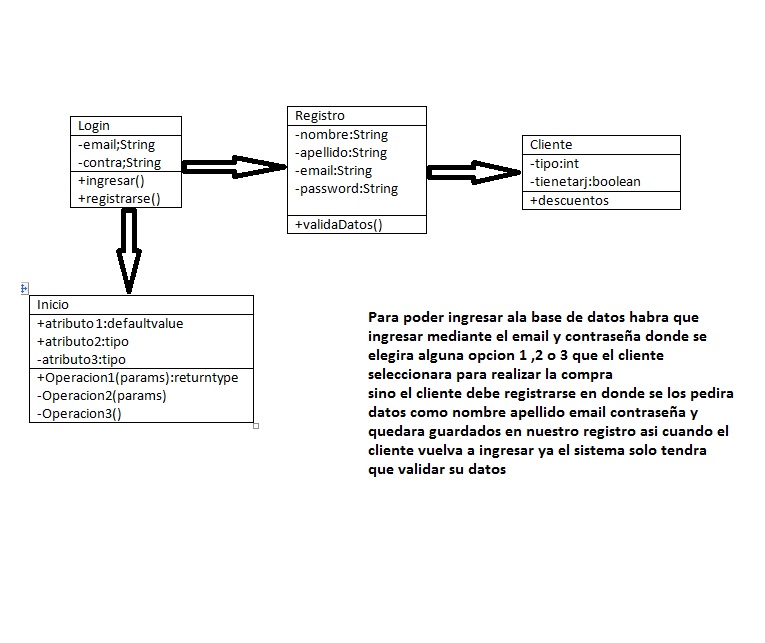 Login
-email;String
-contra;String
+ingresar()
+registrarse()
Registro
-nombre:String
-apellido:String
-email:String
-password:String
+validaDatos()
Cliente
-tipo:int
-tienetarj:boolean
+descuentos
Inicio
+atributo1:defaultvalue
+atributo2:tipo
-atributo3:tipo
+Operacion1(params):returntype
-Operacion2(params)
-Operacion3()
Para poder ingresar ala base de datos habra que
ingresar mediante el email y contraseña donde se
elegira alguna opcion 1 ,2 o 3 que el cliente
seleccionara para realizar la compra
sino el cliente debe registrarse en donde se los pedira
datos como nombre apellido email contraseña y
quedara guardados en nuestro registro asi cuando el
cliente vuelva a ingresar ya el sistema solo tendra
que validar su datos